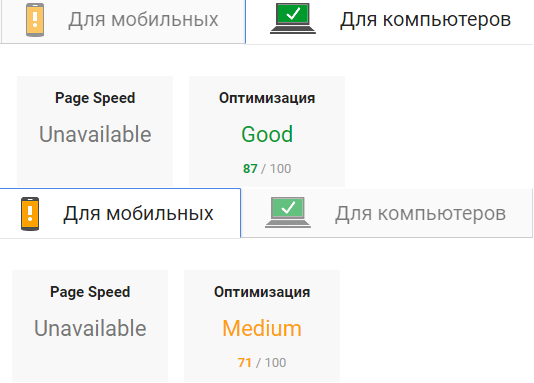 Для мобильных Для компьютеров
Page Speed Оптимизация
Unavailable Good
87 / 100
Для мобильных Для компьютеров
Page Speed Оптимизация
Unavailable Medium
71 / 100